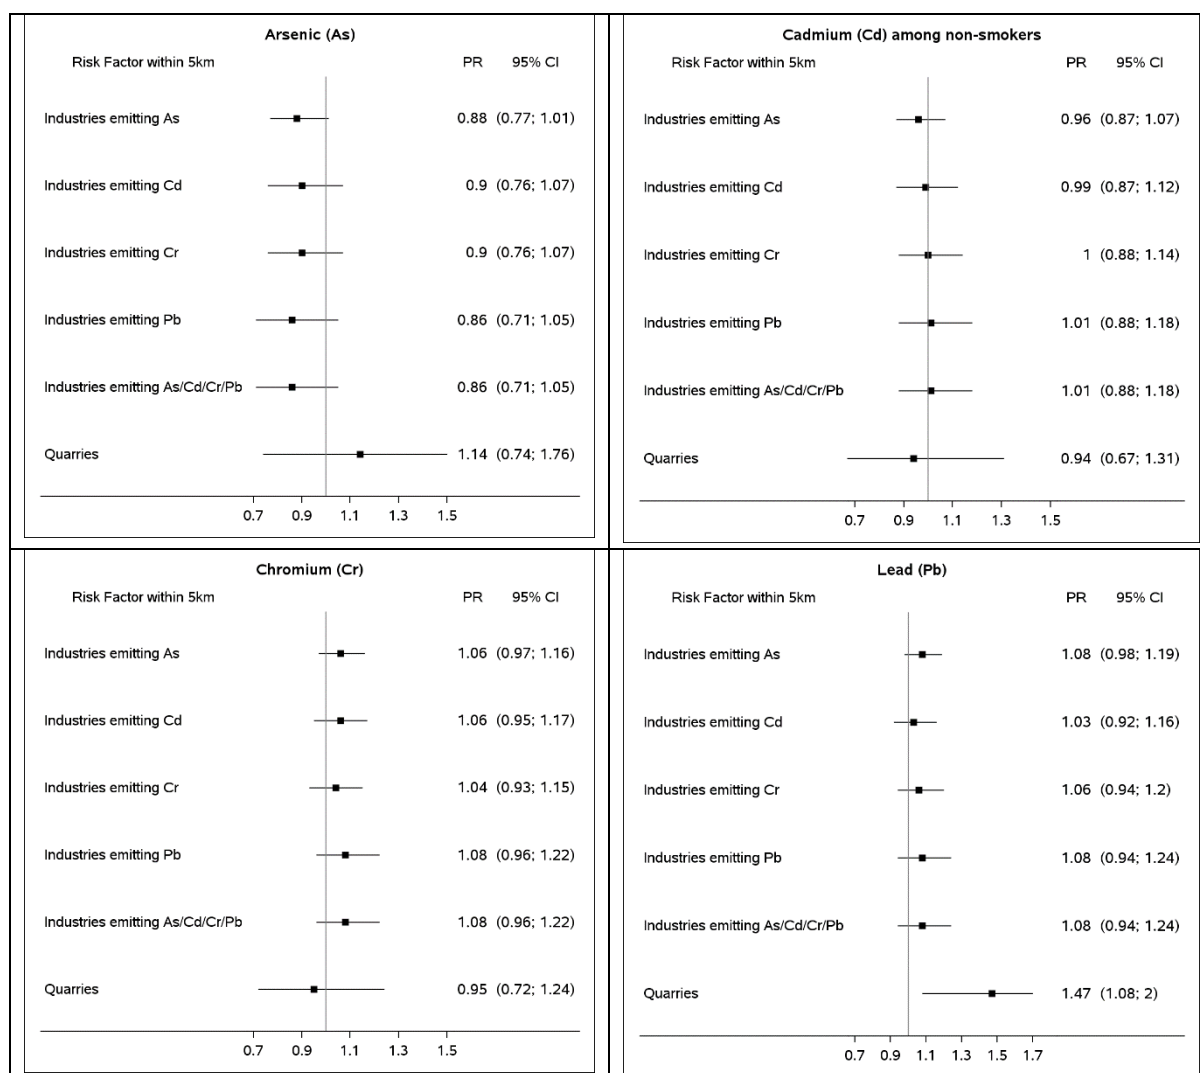 Arsenic (As)
Risk Factor within 5km PR 95% CI
Industries emitting As 0.88 (0.77; 1.01)
Industries emitting Cd 0.9 (0.76; 1.07)
Industries emitting Cr 0.9 (0.76; 1.07)
Industries emitting Pb 0.86 (0.71; 1.05)
Industries emitting As/Cd/Cr/Pb 0.86 (0.71; 1.05)
Quarries 1.14 (0.74; 1.76)
0.7 0.9 1.1 1.3 1.5
Cadmium (Cd) among non-smokers
Risk Factor within 5km PR 95% CI
Industries emitting As 0.96 (0.87; 1.07)
Industries emitting Cd 0.99 (0.87; 1.12)
Industries emitting Cr 1 (0.88; 1.14)
Industries emitting Pb 1.01 (0.88; 1.18)
Industries emitting As/Cd/Cr/Pb 1.01 (0.88; 1.18)
Quarries 0.94 (0.67; 1.31)
0.7 0.9 1.1 1.3 1.5
Chromium (Cr)
Risk Factor within 5km PR 95% CI
Industries emitting As 1.06 (0.97; 1.16)
Industries emitting Cd 1.06 (0.95; 1.17)
Industries emitting Cr 1.04 (0.93; 1.15)
Industries emitting Pb 1.08 (0.96; 1.22)
Industries emitting As/Cd/Cr/Pb 1.08 (0.96; 1.22)
Quarries 0.95 (0.72; 1.24)
0.7 0.9 1.1 1.3 1.5
Lead (Pb)
Risk Factor within 5km PR 95% CI
Industries emitting As 1.08 (0.98; 1.19)
Industries emitting Cd 1.03 (0.92; 1.16)
Industries emitting Cr 1.06 (0.94; 1.2)
Industries emitting Pb 1.08 (0.94; 1.24)
Industries emitting As/Cd/Cr/Pb 1.08 (0.94; 1.24)
Quarries 1.47 (1.08; 2)
0.7 0.9 1.1 1.3 1.5 1.7